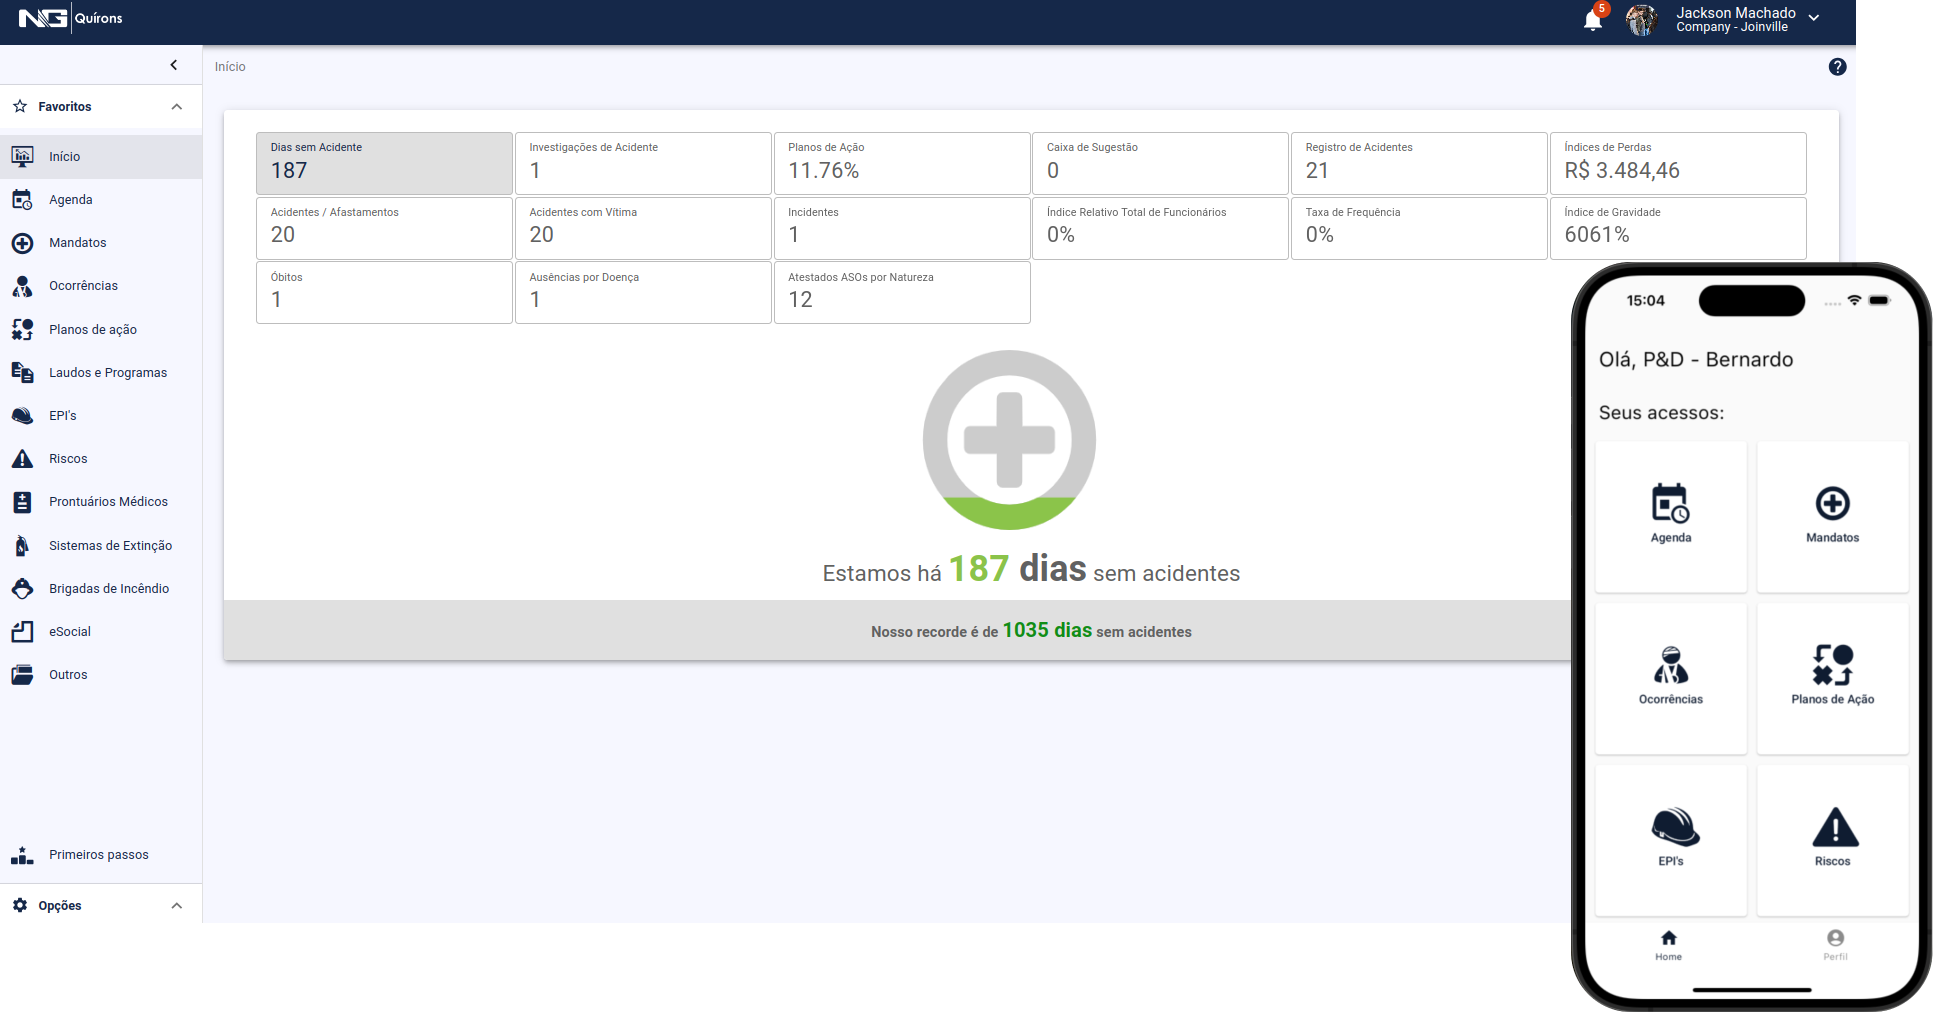 NG Quírons
5
Jackson Machado
Company - Joinville
Início
?
Favoritos
Início
Agenda
Mandatos
Ocorrências
Planos de ação
Laudos e Programas
EPI's
Riscos
Prontuários Médicos
Sistemas de Extinção
Brigadas de Incêndio
eSocial
Outros
Primeiros passos
Opções
Dias sem Acidente
187
Investigações de Acidente
1
Planos de Ação
11.76%
Caixa de Sugestão
0
Registro de Acidentes
21
Índices de Perdas
R$ 3.484,46
Acidentes / Afastamentos
20
Acidentes com Vítima
20
Incidentes
1
Índice Relativo Total de Funcionários
0%
Taxa de Frequência
0%
Índice de Gravidade
6061%
Óbitos
1
Ausências por Doença
1
Atestados ASOs por Natureza
12
Estamos há 187 dias sem acidentes
Nosso recorde é de 1035 dias sem acidentes
15:04
Olá, P&D - Bernardo
Seus acessos:
Agenda
Mandatos
Ocorrências
Planos de Ação
EPI's
Riscos
Home
Perfil